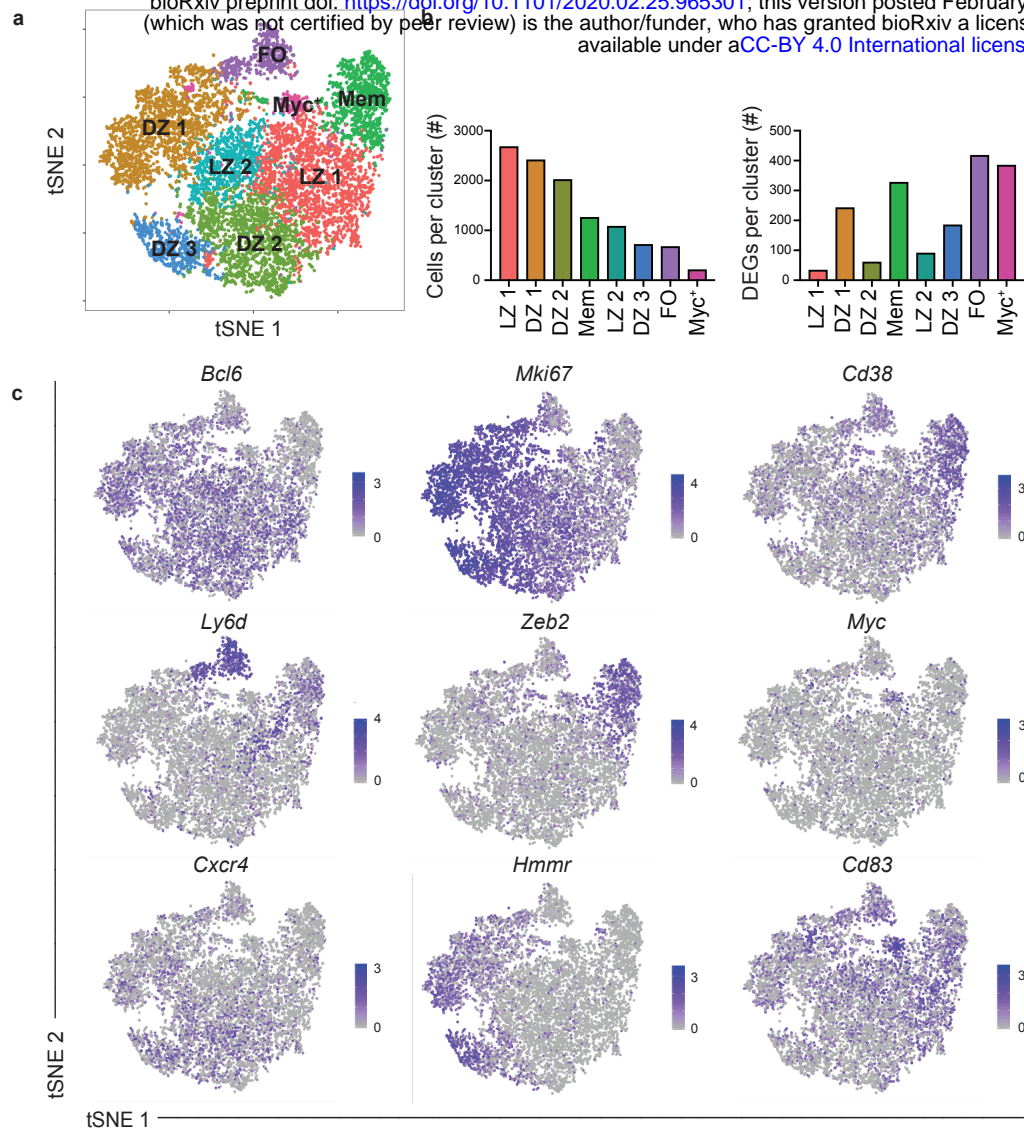 bioRxiv preprint doi: https://doi.org/10.1101/2020.02.25.965301; this version posted February
(which was not certified by peer review) is the author/funder, who has granted bioRxiv a licens
available under aCC-BY 4.0 International licens
a
b
FO
Mem
Myc+
DZ 1
LZ 2
LZ 1
DZ 2
DZ 3
tSNE 2
tSNE 1
Cells per cluster (#)
3000
2000
1000
0
LZ 1
DZ 1
DZ 2
Mem
LZ 2
DZ 3
FO
Myc+
DEGs per cluster (#)
500
400
300
200
100
0
LZ 1
DZ 1
DZ 2
Mem
LZ 2
DZ 3
FO
Myc+
c
Bcl6
3
0
Mki67
4
0
Cd38
3
0
Ly6d
4
0
Zeb2
4
0
Myc
3
0
Cxcr4
3
0
Hmmr
3
0
Cd83
3
0
tSNE 2
tSNE 1